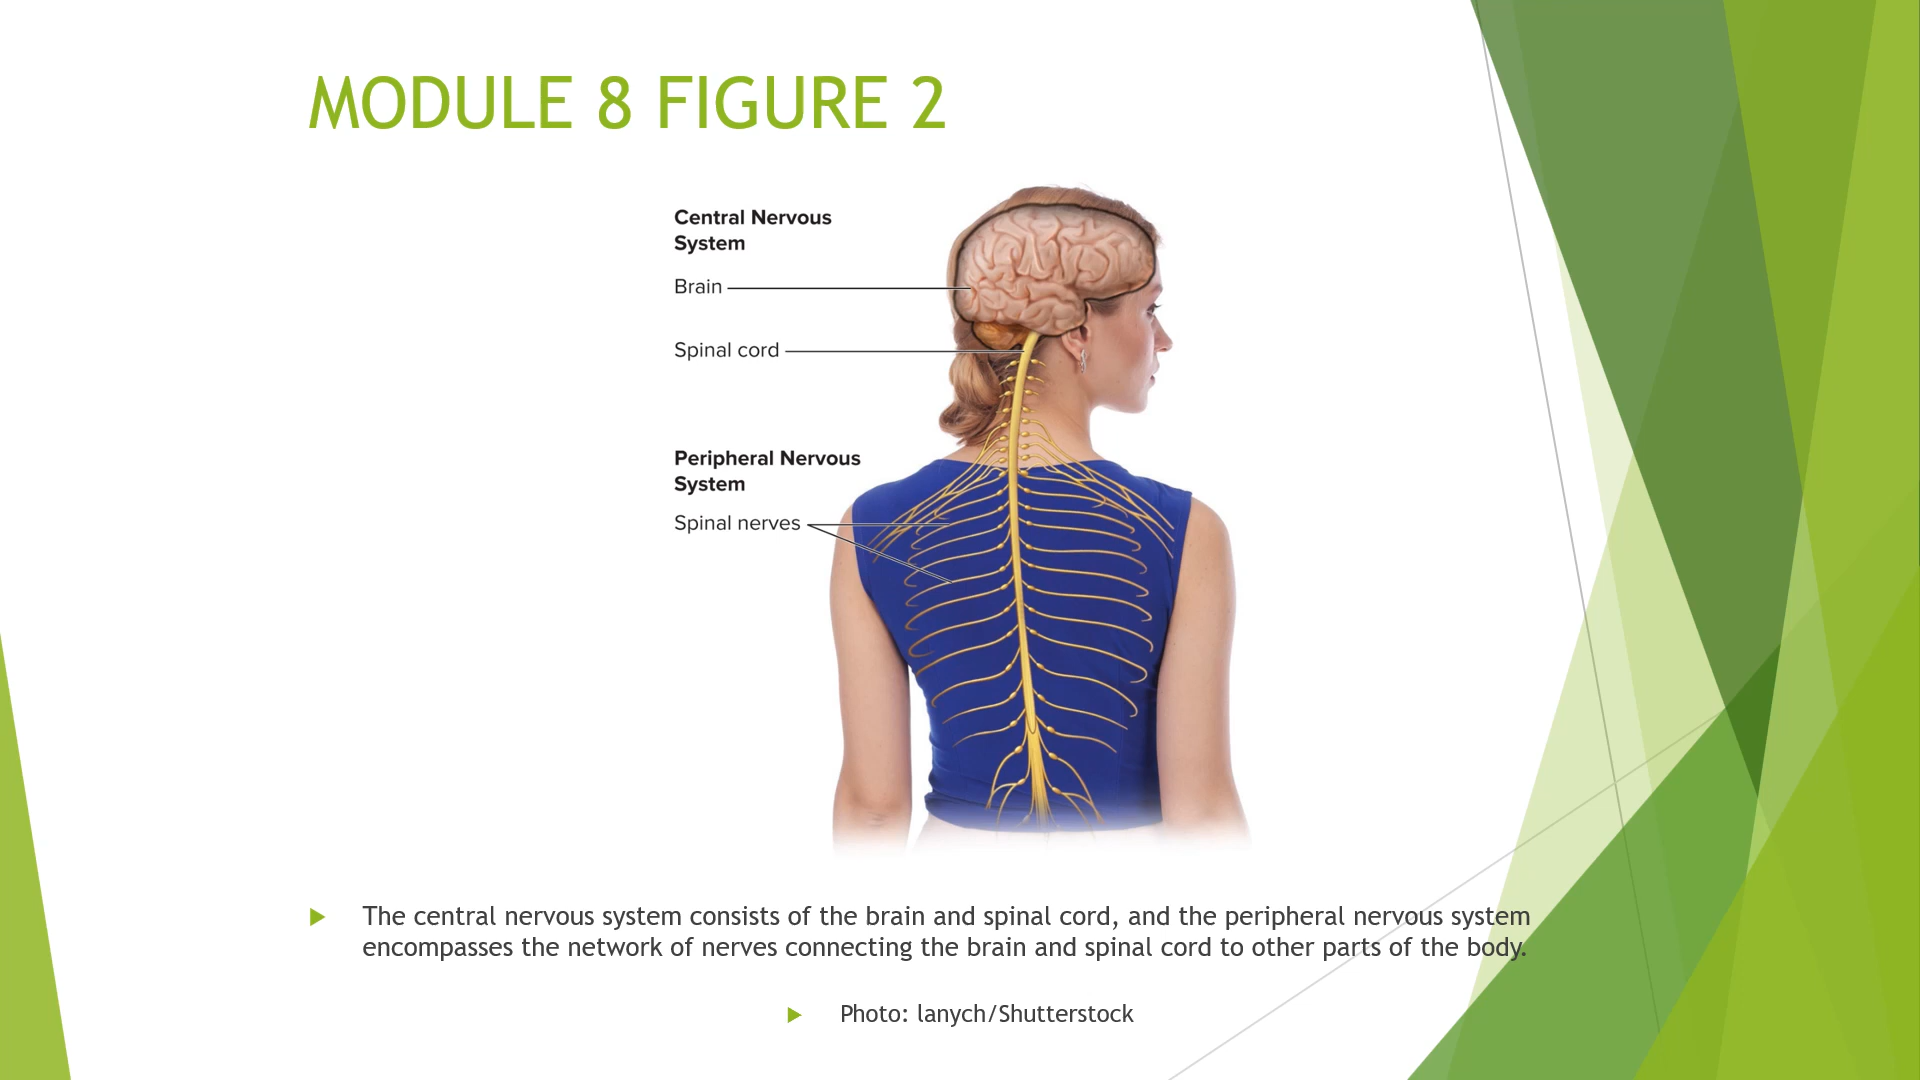 MODULE 8 FIGURE 2
Central Nervous
System
Brain
Spinal cord
Peripheral Nervous
System
Spinal nerves
The central nervous system consists of the brain and spinal cord, and the peripheral nervous system
encompasses the network of nerves connecting the brain and spinal cord to other parts of the body.
Photo: lanych/Shutterstock